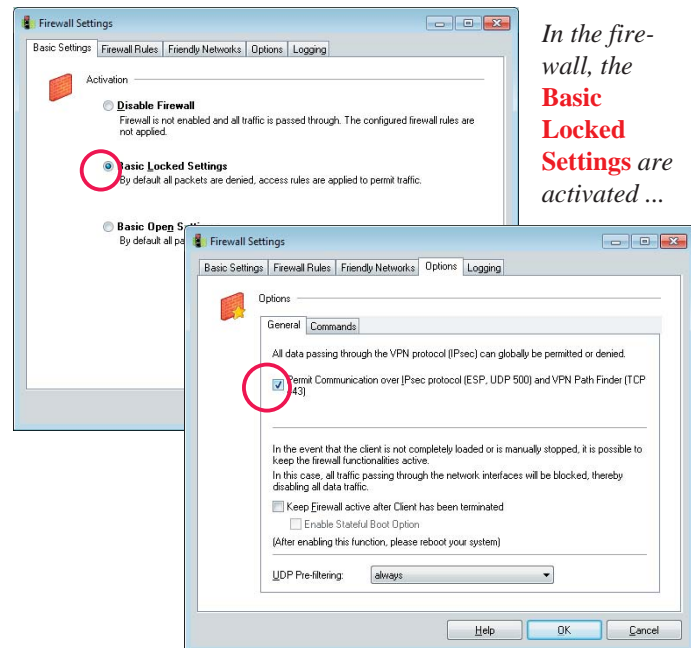 Firewall Settings
Basic Settings Firewall Rules Friendly Networks Options Logging
Activation
Disable Firewall
Firewall is not enabled and all traffic is passed through. The configured firewall rules are
not applied.
Basic Locked Settings
By default all packets are denied, access rules are applied to permit traffic.
Basic Open
By default all pa
In the fire-
wall, the
Basic
Locked
Settings are
activated ...
Firewall Settings
Basic Settings Firewall Rules Friendly Networks Options Logging
Options
General Commands
All data passing through the VPN protocol (IPsec) can globally be permitted or denied.
Permit Communication over IPsec protocol (ESP, UDP 500) and VPN Path Finder (TCP
443)
In the event that the client is not completely loaded or is manually stopped, it is possible to
keep the firewall functionalities active.
In this case, all traffic passing through the network interfaces will be blocked, thereby
disabling all data traffic.
Keep Firewall active after Client has been terminated
Enable Stateful Boot Option
(After enabling this function, please reboot your system)
UDP Pre-filtering: always
Help OK Cancel